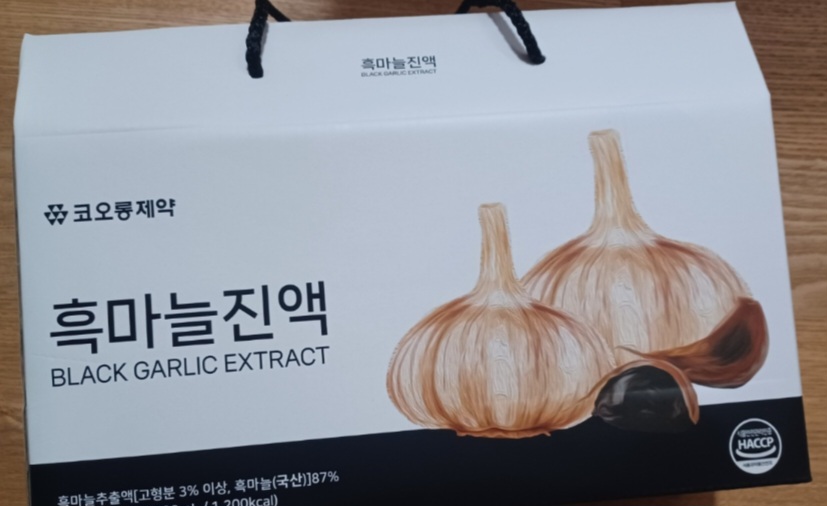 흑마늘진액
BLACK GARLIC EXTRACT
코오롱제약
흑마늘진액
BLACK GARLIC EXTRACT
HACCP
흑마늘추출액[고형분 3% 이상, 흑마늘(국산)]87%
/ 1,200kcal)